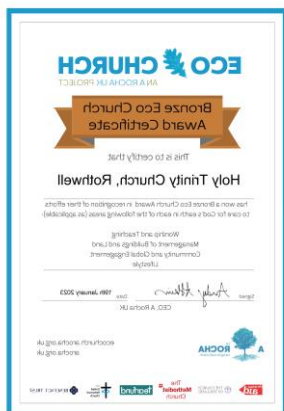 ECO CHURCH
AN A ROCHA UK PROJECT
Bronze Eco Church
Award Certificate
This is to certify that
Holy Trinity Church, Rothwell
has won a Bronze Eco Church Award in recognition of their efforts
to care for God's earth in each of the following areas (as applicable)
Worship and Teaching
Management of Buildings and Land
Community and Global Engagement
Lifestyle
Signed Date 19th January 2023
CEO, A Rocha UK
A ROCHA
ecochurch.arocha.org.uk
arocha.org.uk
aid
The Methodist Church
tearfund